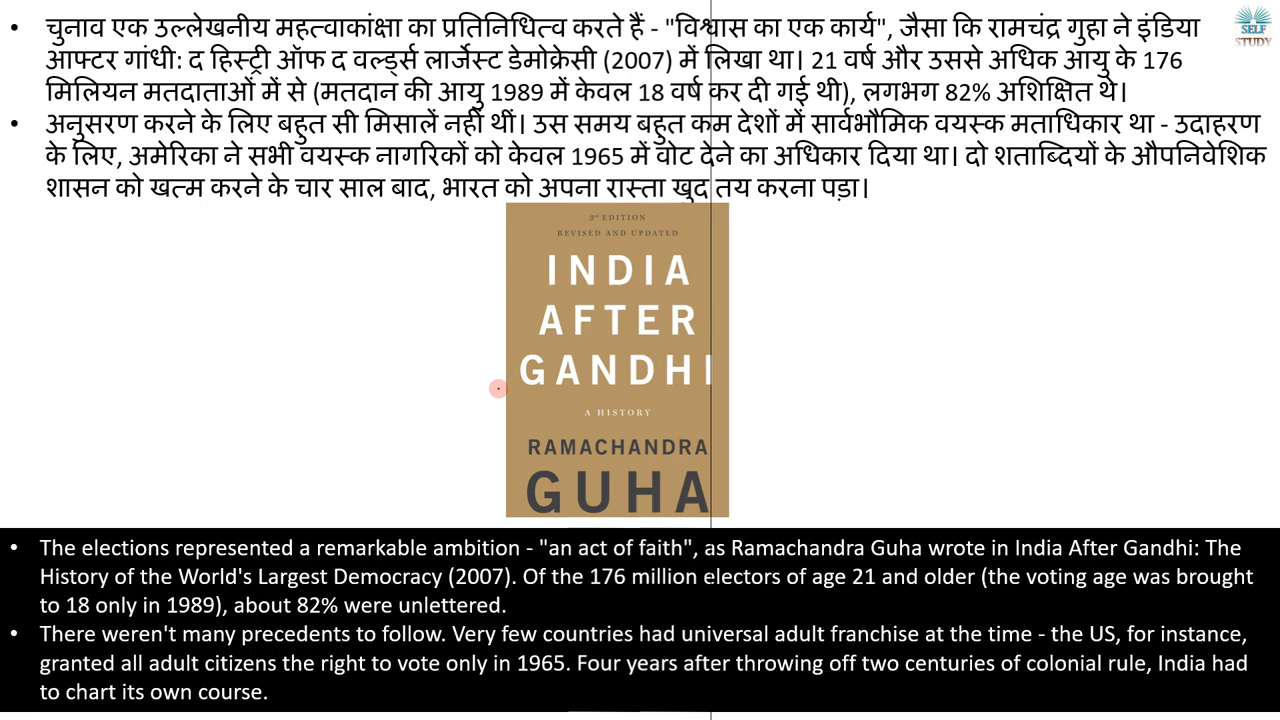 • चुनाव एक उल्लेखनीय महत्वाकांक्षा का प्रतिनिधित्व करते हैं - "विश्वास का एक कार्य", जैसा कि रामचंद्र गुहा ने इंडिया
आफ्टर गांधी: द हिस्ट्री ऑफ द वर्ल्ड्स लार्जेस्ट डेमोक्रेसी (2007) में लिखा था। 21 वर्ष और उससे अधिक आयु के 176
मिलियन मतदाताओं में से (मतदान की आयु 1989 में केवल 18 वर्ष कर दी गई थी), लगभग 82% अशिक्षित थे।
• अनुसरण करने के लिए बहुत सी मिसालें नहीं थीं। उस समय बहुत कम देशों में सार्वभौमिक वयस्क मताधिकार था - उदाहरण
के लिए, अमेरिका ने सभी वयस्क नागरिकों को केवल 1965 में वोट देने का अधिकार दिया था। दो शताब्दियों के औपनिवेशिक
शासन को खत्म करने के चार साल बाद, भारत को अपना रास्ता खुद तय करना पड़ा।
SELF
STUDY
3rd EDITION
REVISED AND UPDATED
INDIA
AFTER
GANDHI
A HISTORY
RAMACHANDRA
GUHA
• The elections represented a remarkable ambition - "an act of faith", as Ramachandra Guha wrote in India After Gandhi: The
History of the World's Largest Democracy (2007). Of the 176 million electors of age 21 and older (the voting age was brought
to 18 only in 1989), about 82% were unlettered.
• There weren't many precedents to follow. Very few countries had universal adult franchise at the time - the US, for instance,
granted all adult citizens the right to vote only in 1965. Four years after throwing off two centuries of colonial rule, India had
to chart its own course.